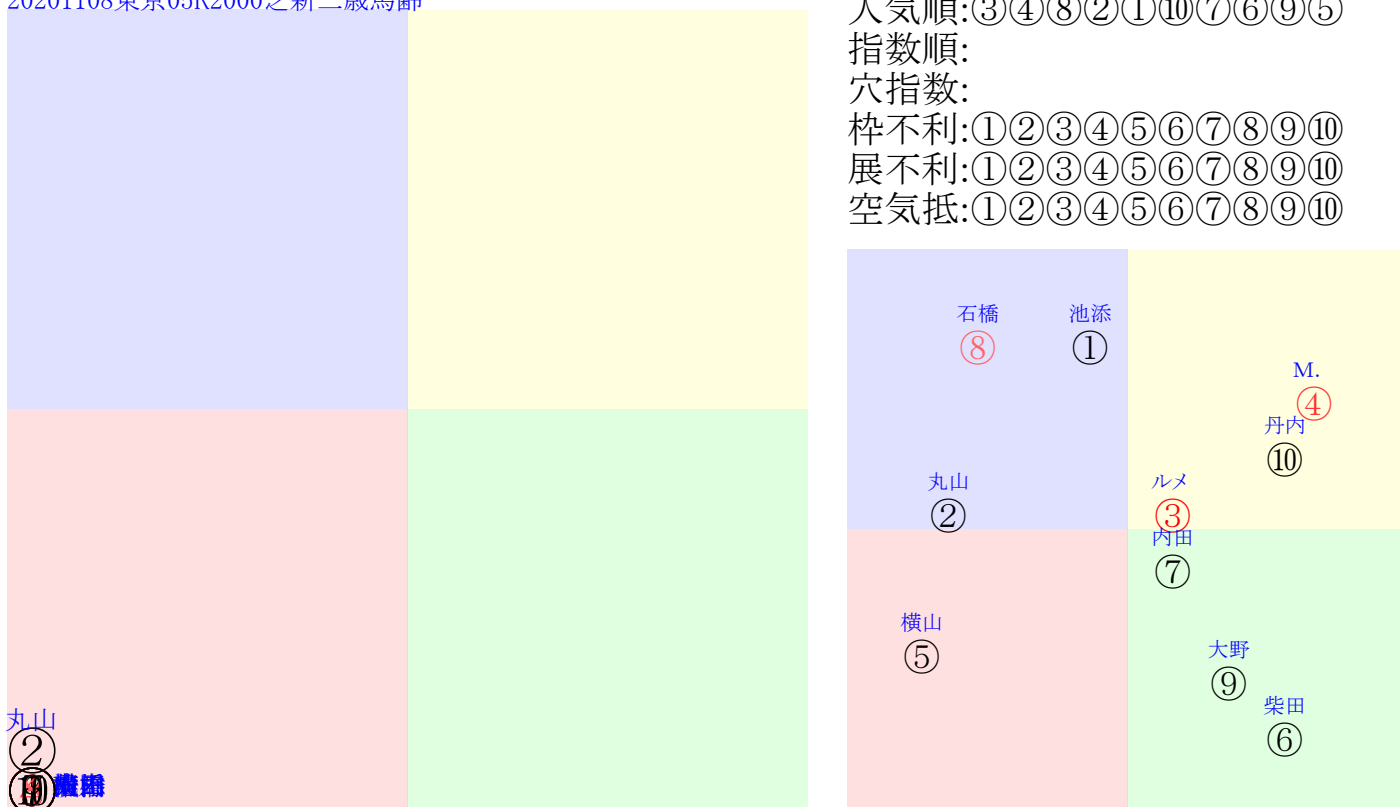 20201108東京05R2000芝新二歳馬齢
人気順:③④⑧②①⑩⑦⑥⑨⑤
指数順:
穴指数:
枠不利:①②③④⑤⑥⑦⑧⑨⑩
展不利:①②③④⑤⑥⑦⑧⑨⑩
空気抵:①②③④⑤⑥⑦⑧⑨⑩
石橋
⑧
池添
①
M.
④
丹内
⑩
丸山
②
ルメ
③
内田
⑦
横山
⑤
大野
⑨
柴田
⑥
丸山
②